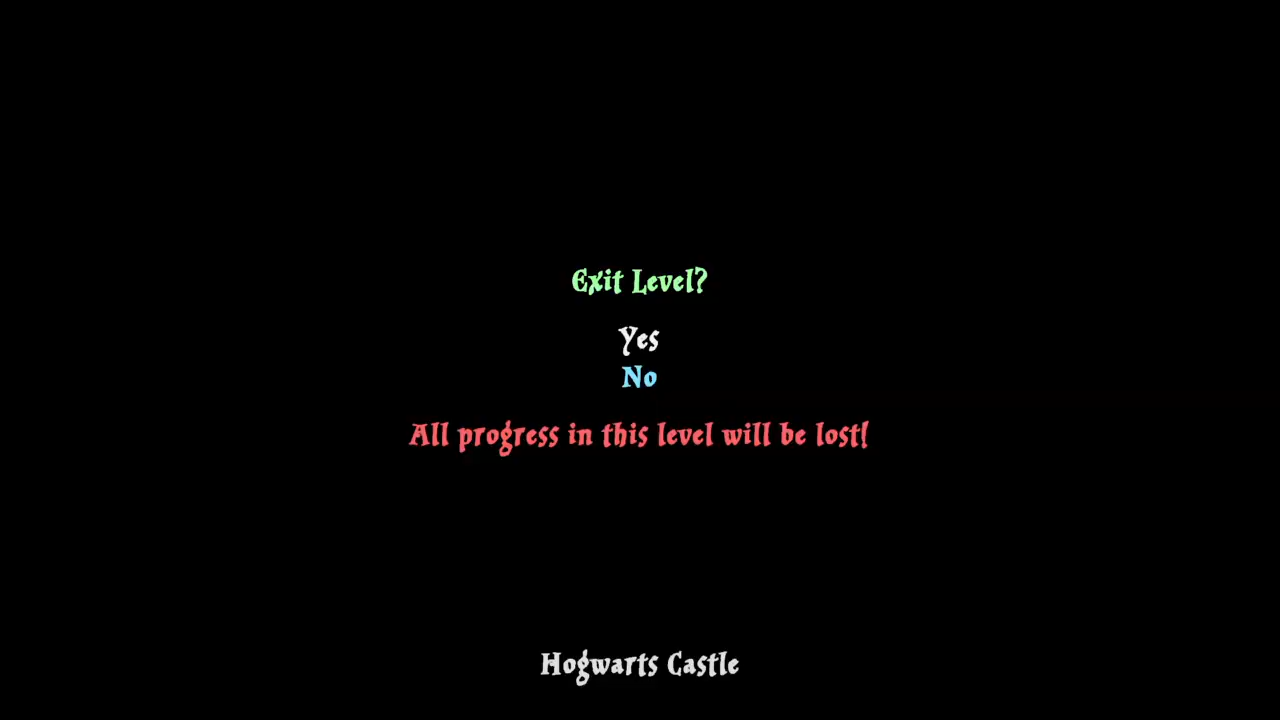 Exit Level?
Yes
No
All progress in this level will be lost!
Hogwarts Castle